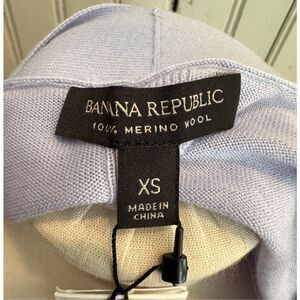 BANANA REPUBLIC
100% MERINO WOOL
XS
MADE IN
CHINA